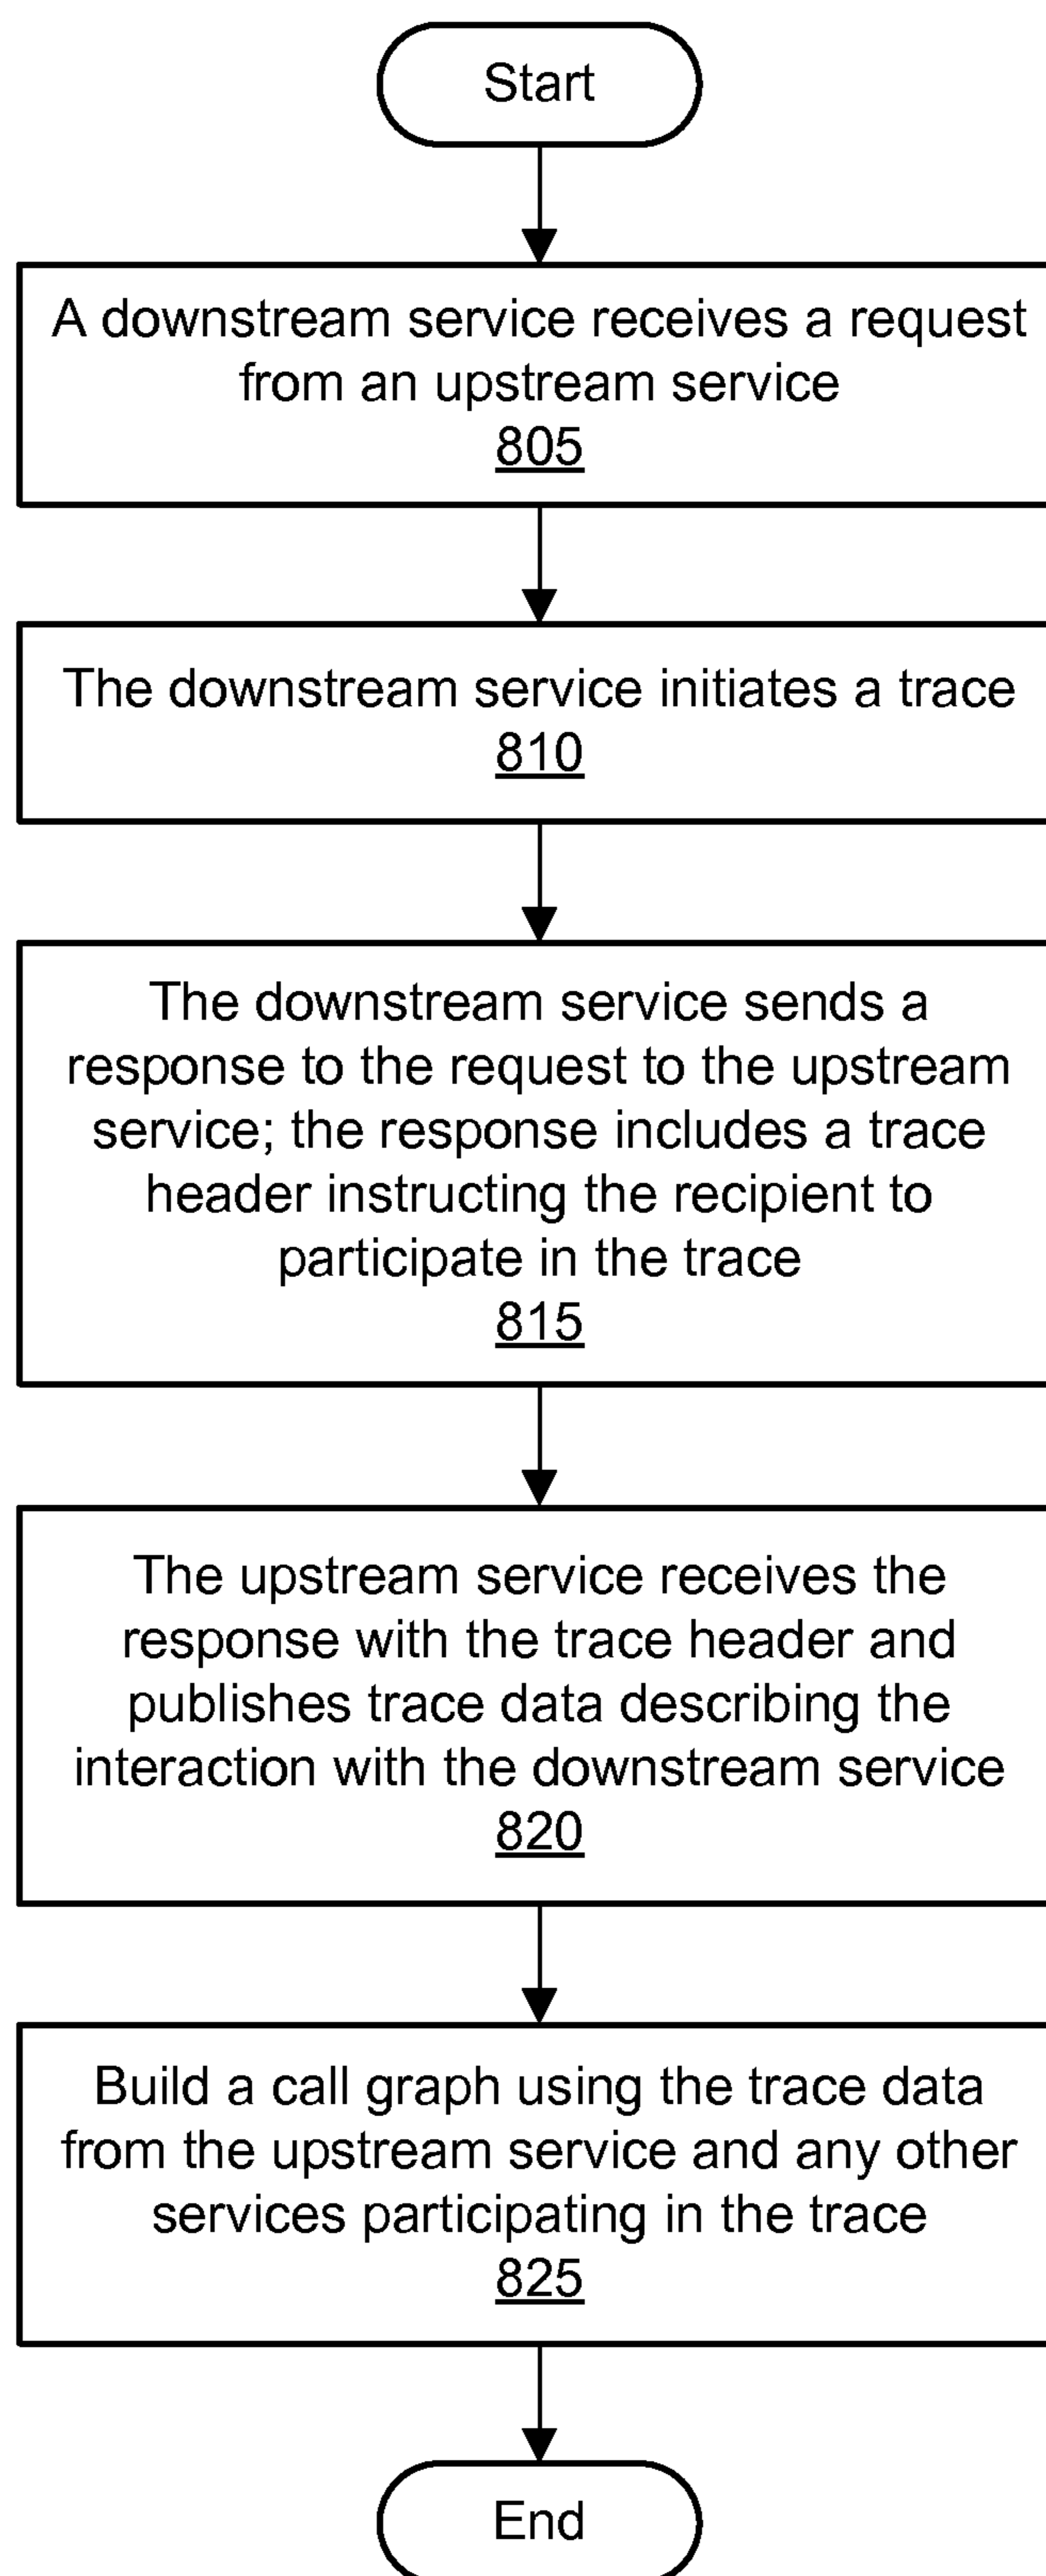 Start
A downstream service receives a request
from an upstream service
805
The downstream service initiates a trace
810
The downstream service sends a
response to the request to the upstream
service; the response includes a trace
header instructing the recipient to
participate in the trace
815
The upstream service receives the
response with the trace header and
publishes trace data describing the
interaction with the downstream service
820
Build a call graph using the trace data
from the upstream service and any other
services participating in the trace
825
End